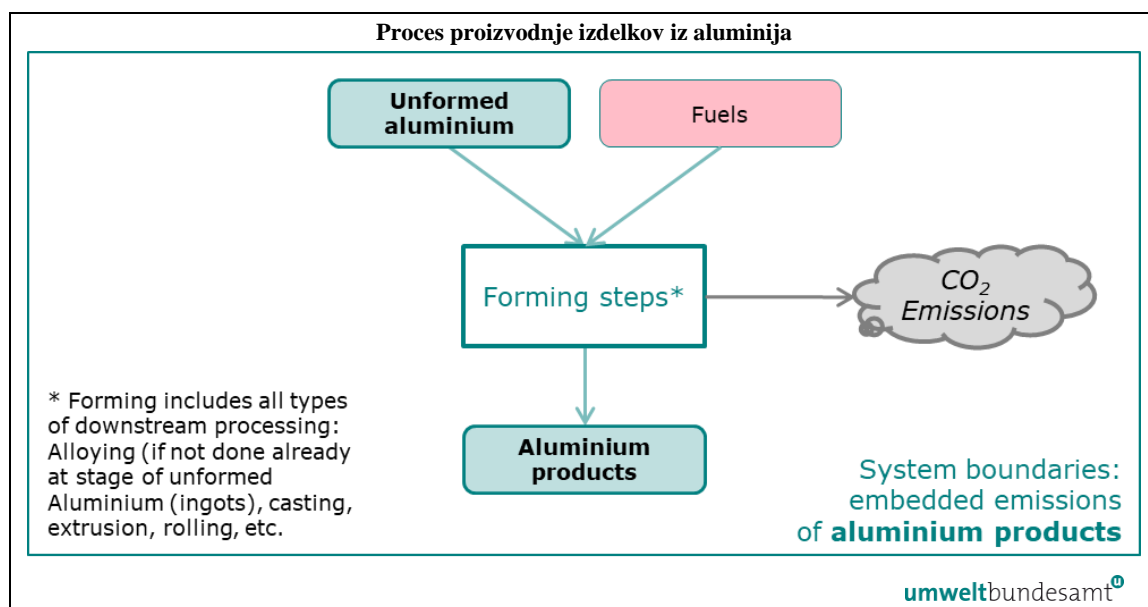 Proces proizvodnje izdelkov iz aluminija
Unformed
aluminium
Fuels
Forming steps*
CO₂
Emissions
* Forming includes all types
of downstream processing:
Alloying (if not done already
at stage of unformed
Aluminium (ingots), casting,
extrusion, rolling, etc.
Aluminium
products
System boundaries:
embedded emissions
of aluminium products
umweltbundesamt u